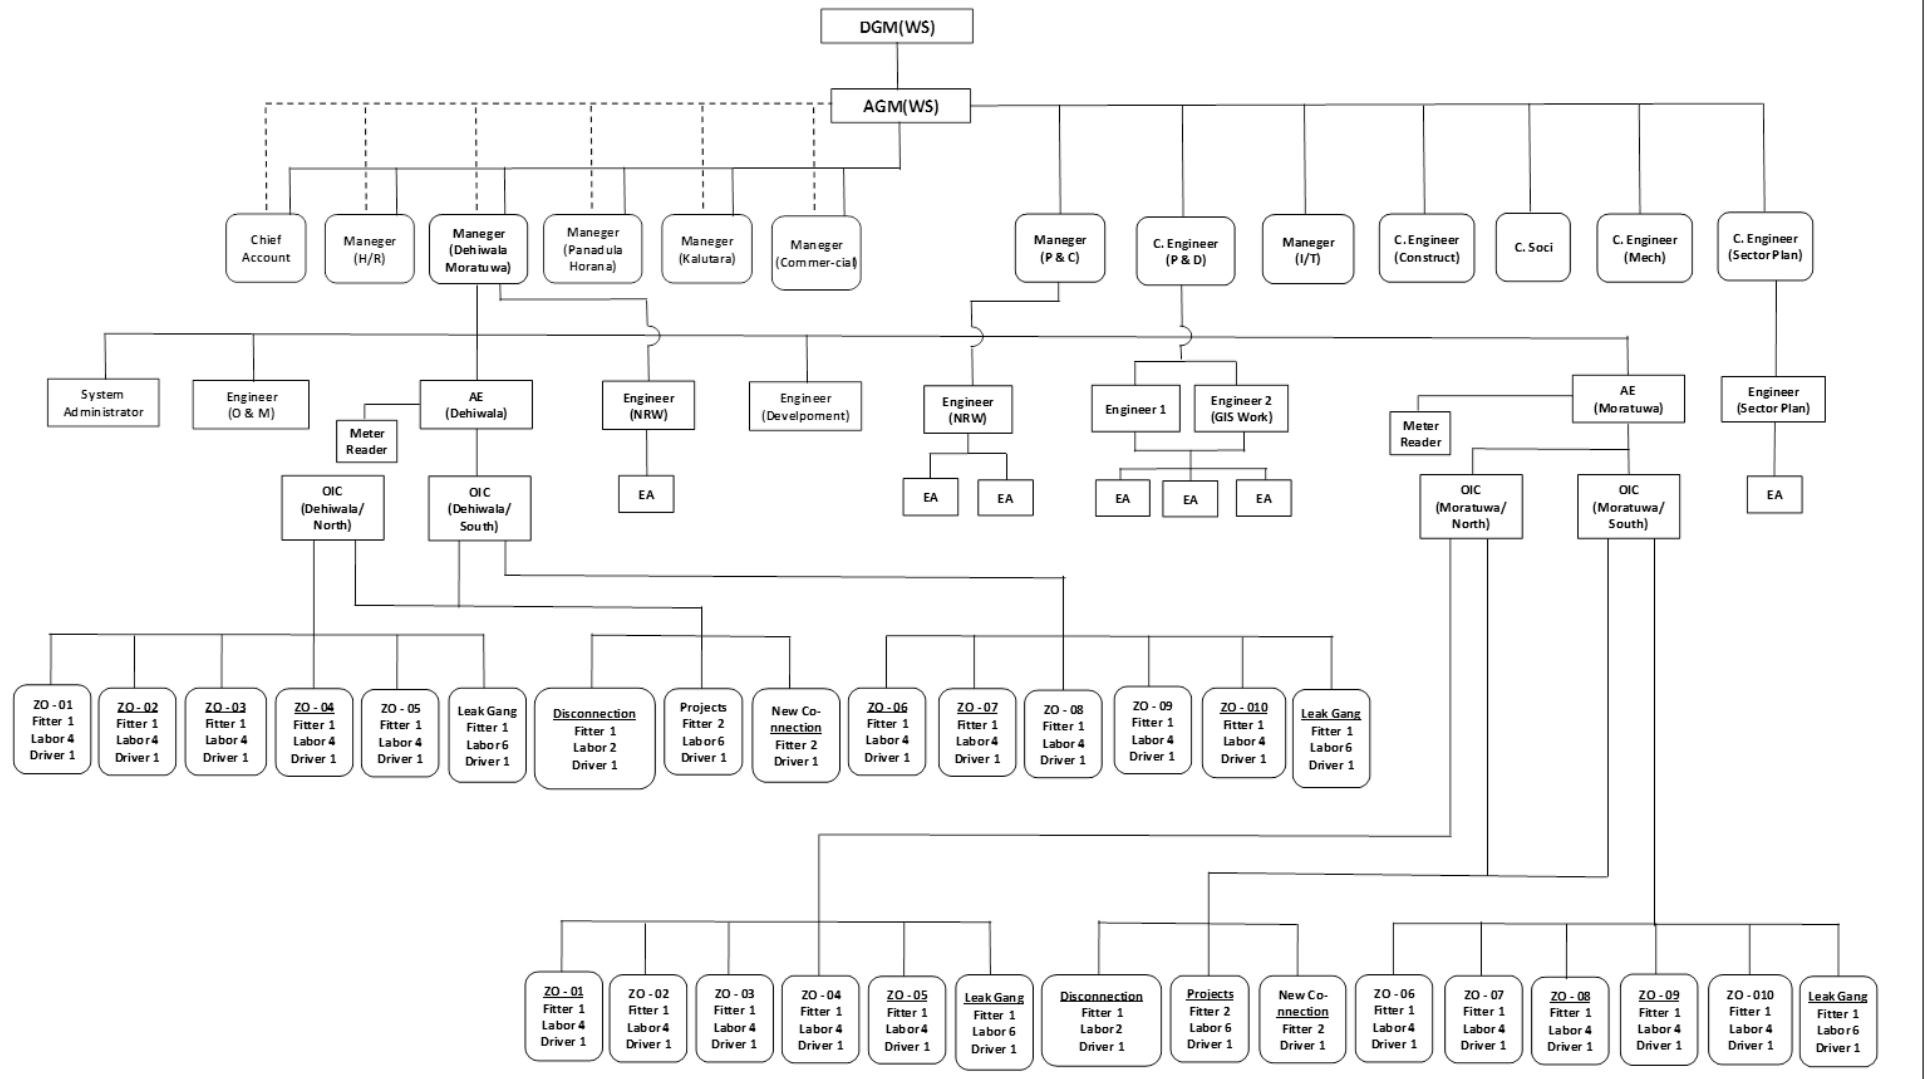 DGM(WS)
AGM(WS)
Chief
Account
Maneger
(H/R)
Maneger
(Dehiwala
Moratuwa)
Maneger
(Panadula
Horana)
Maneger
(Kalutara)
Maneger
(Commer-cial)
Maneger
(P & C)
C. Engineer
(P & D)
Maneger
(I/T)
C. Engineer
(Construct)
C. Soci
C. Engineer
(Mech)
C. Engineer
(Sector Plan)
System
Administrator
Engineer
(O & M)
AE
(Dehiwala)
Meter
Reader
Engineer
(NRW)
Engineer
(Develpoment)
Engineer
(NRW)
Engineer 1
Engineer 2
(GIS Work)
AE
(Moratuwa)
Meter
Reader
Engineer
(Sector Plan)
OIC
(Dehiwala/
North)
OIC
(Dehiwala/
South)
EA
EA
EA
EA
EA
EA
OIC
(Moratuwa/
North)
OIC
(Moratuwa/
South)
EA
ZO - 01
Fitter 1
Labor 4
Driver 1
ZO - 02
Fitter 1
Labor 4
Driver 1
ZO - 03
Fitter 1
Labor 4
Driver 1
ZO - 04
Fitter 1
Labor 4
Driver 1
ZO - 05
Fitter 1
Labor 4
Driver 1
Leak Gang
Fitter 1
Labor 6
Driver 1
Disconnection
Fitter 1
Labor 2
Driver 1
Projects
Fitter 2
Labor 6
Driver 1
New Co-
nnection
Fitter 2
Driver 1
ZO - 06
Fitter 1
Labor 4
Driver 1
ZO - 07
Fitter 1
Labor 4
Driver 1
ZO - 08
Fitter 1
Labor 4
Driver 1
ZO - 09
Fitter 1
Labor 4
Driver 1
ZO - 010
Fitter 1
Labor 4
Driver 1
Leak Gang
Fitter 1
Labor 6
Driver 1
ZO - 01
Fitter 1
Labor 4
Driver 1
ZO - 02
Fitter 1
Labor 4
Driver 1
ZO - 03
Fitter 1
Labor 4
Driver 1
ZO - 04
Fitter 1
Labor 4
Driver 1
ZO - 05
Fitter 1
Labor 4
Driver 1
Leak Gang
Fitter 1
Labor 6
Driver 1
Disconnection
Fitter 1
Labor 2
Driver 1
Projects
Fitter 2
Labor 6
Driver 1
New Co-
nnection
Fitter 2
Driver 1
ZO - 06
Fitter 1
Labor 4
Driver 1
ZO - 07
Fitter 1
Labor 4
Driver 1
ZO - 08
Fitter 1
Labor 4
Driver 1
ZO - 09
Fitter 1
Labor 4
Driver 1
ZO - 010
Fitter 1
Labor 4
Driver 1
Leak Gang
Fitter 1
Labor 6
Driver 1